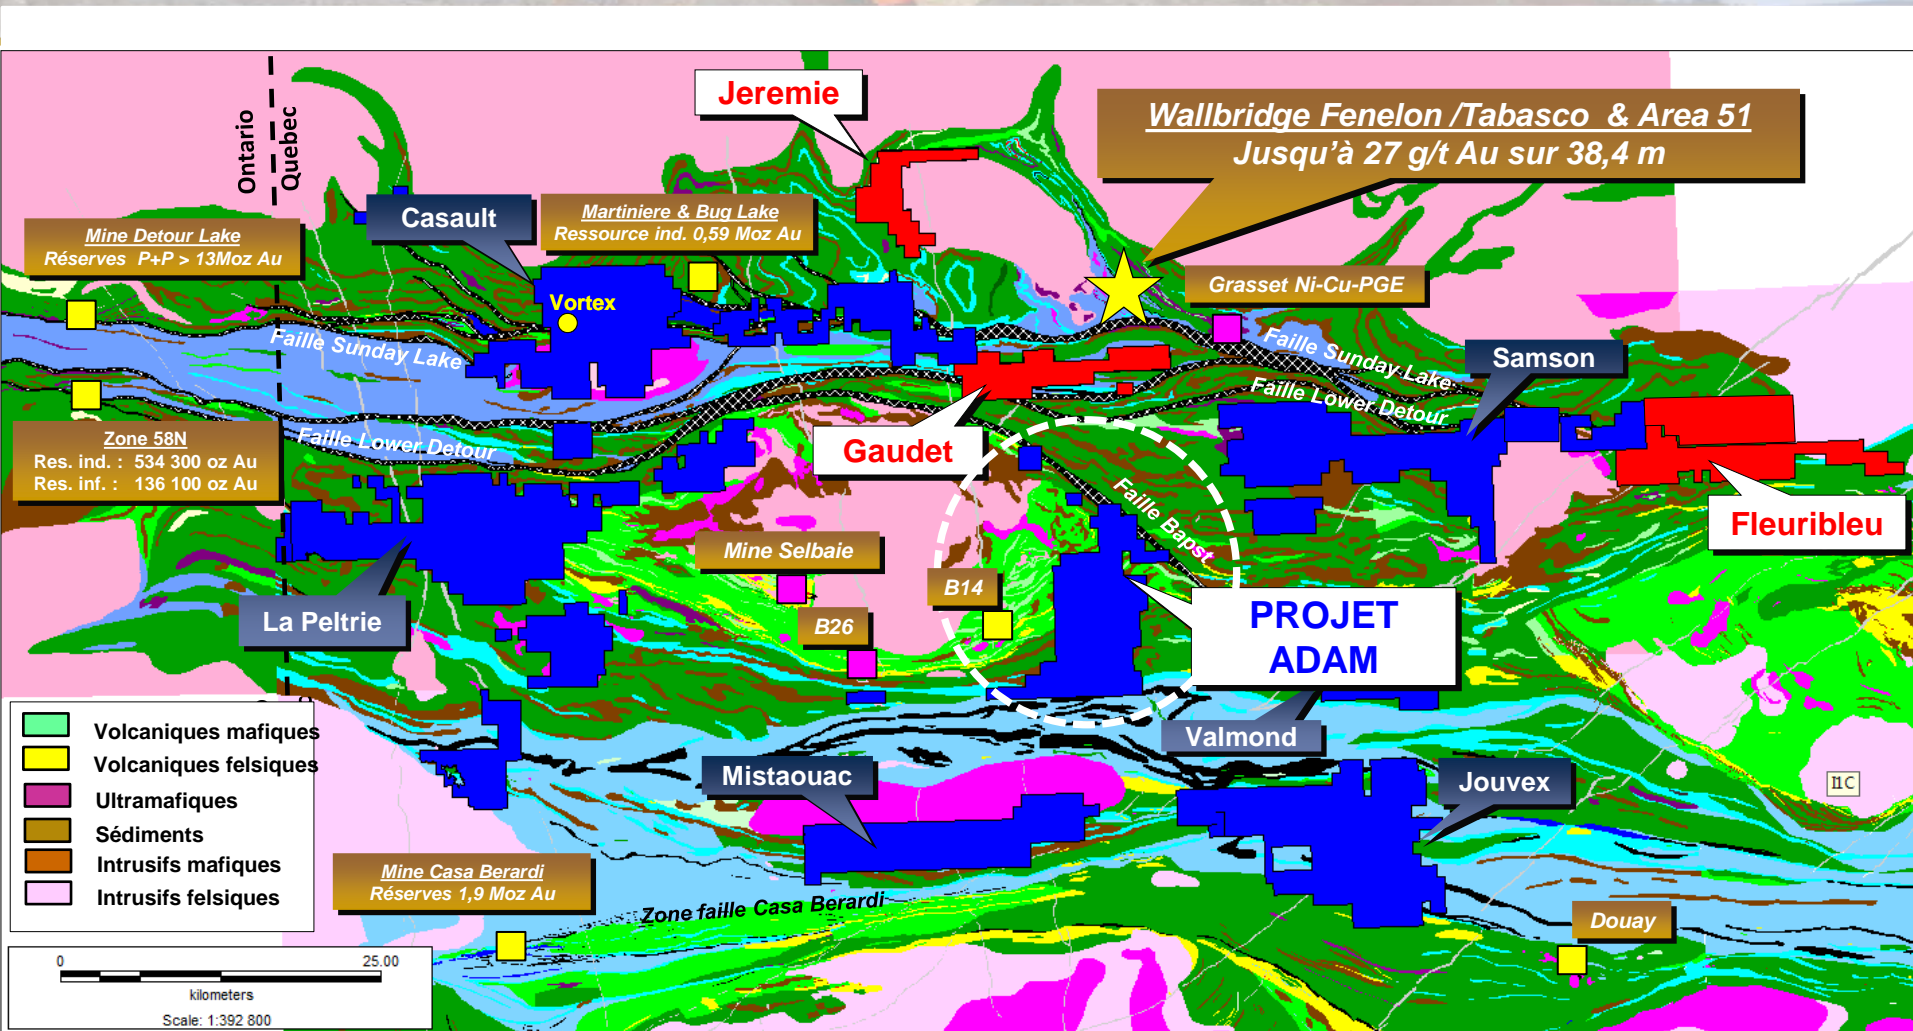 Jeremie
Wallbridge Fenelon /Tabasco & Area 51
Jusqu'à 27 g/t Au sur 38,4 m
Ontario
Quebec
Casault
Martiniere & Bug Lake
Ressource ind. 0,59 Moz Au
Mine Detour Lake
Réserves P+P > 13Moz Au
Grasset Ni-Cu-PGE
Vortex
Faille Sunday Lake
Faille Sunday Lake
Samson
Faille Lower Detour
Faille Lower Detour
Zone 58N
Res. ind. : 534 300 oz Au
Res. inf. : 136 100 oz Au
Gaudet
Faille Bapst
Fleuribleu
Mine Selbaie
B14
La Peltrie
B26
PROJET
ADAM
Valmond
Volcaniques mafiques
Volcaniques felsiques
Ultramafiques
Sédiments
Intrusifs mafiques
Intrusifs felsiques
Mistaouac
Jouvex
I1C
Mine Casa Berardi
Réserves 1,9 Moz Au
Zone faille Casa Berardi
Douay
0 25.00
kilometers
Scale: 1:392 800